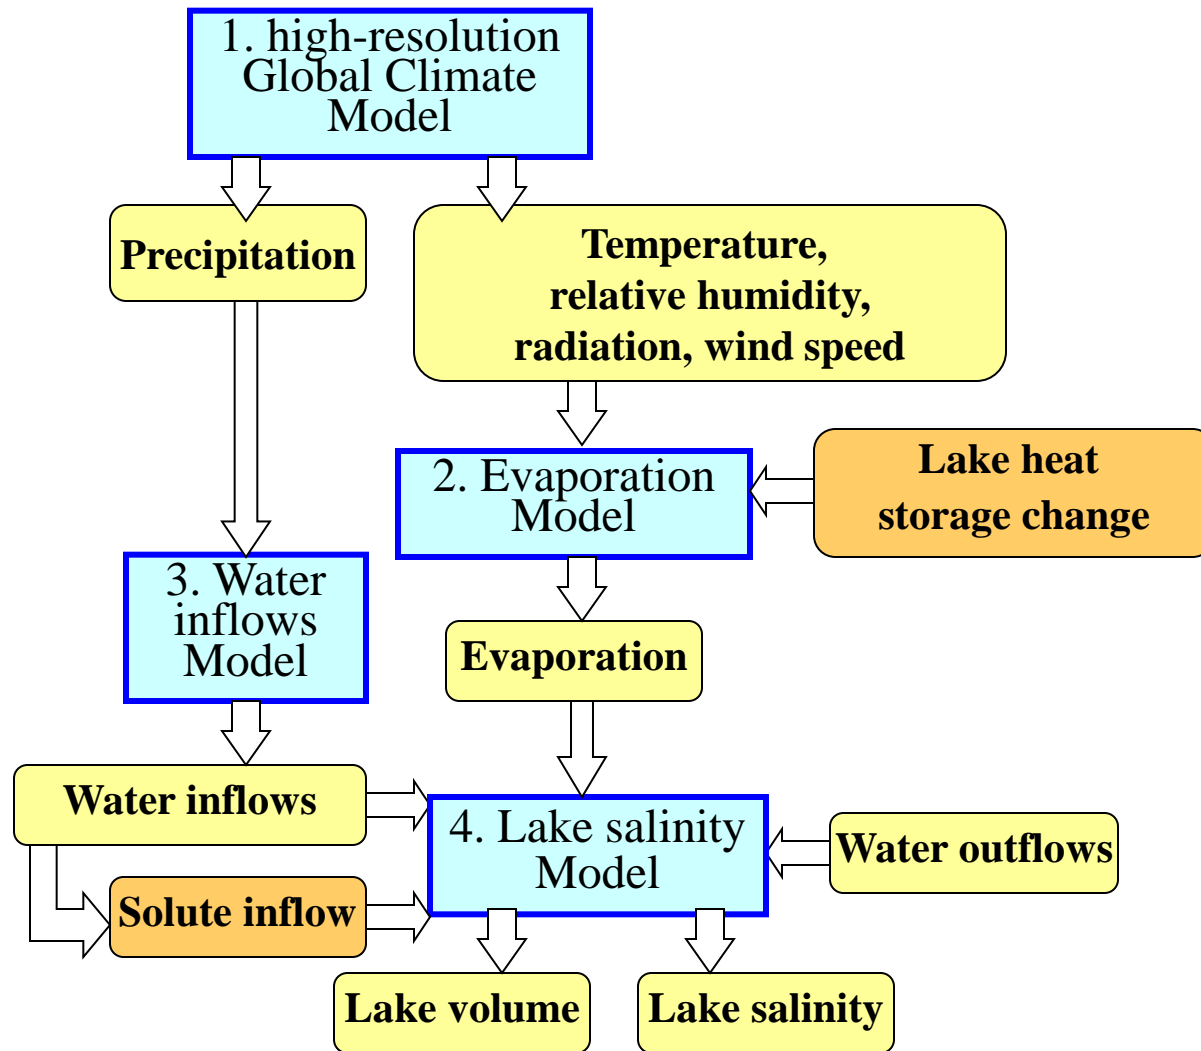 1. high-resolution
Global Climate
Model
Precipitation
Temperature,
relative humidity,
radiation, wind speed
2. Evaporation
Model
Lake heat
storage change
3. Water
inflows
Model
Evaporation
Water inflows
4. Lake salinity
Model
Water outflows
Solute inflow
Lake volume
Lake salinity